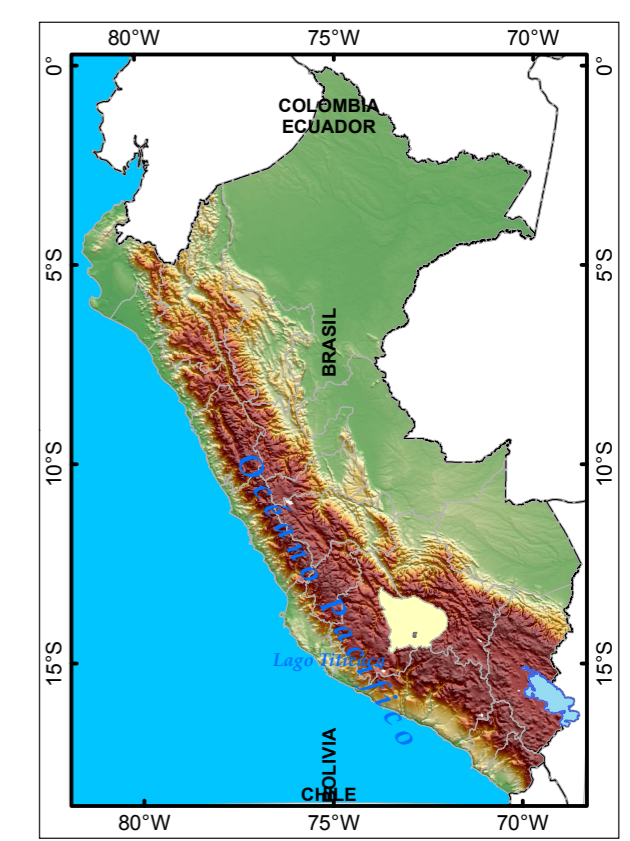 80°W 75°W 70°W
0° 0°
COLOMBIA
ECUADOR
5°S 5°S
BRASIL
10°S 10°S
Océano Pacífico
15°S 15°S
Lago Titicaca
BOLIVIA
CHILE
80°W 75°W 70°W